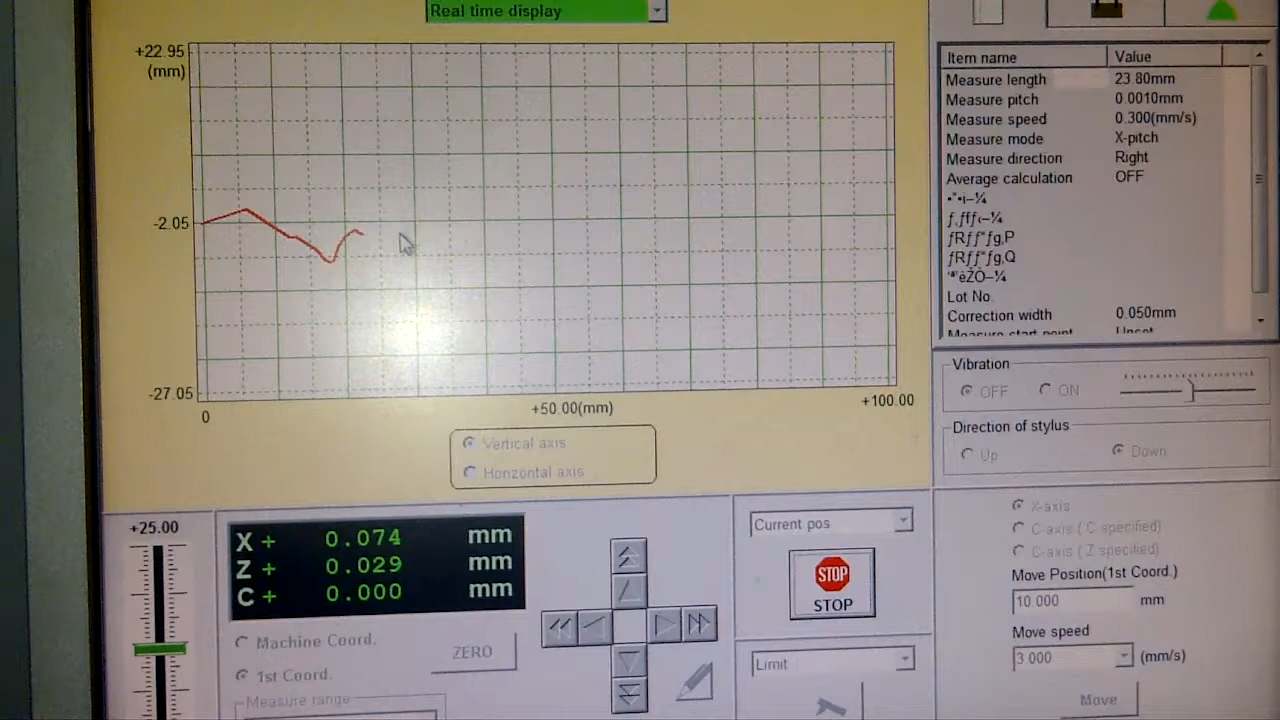 Real time display
+22.95
(mm)
-2.05
-27.05
0
+50.00(mm)
+100.00
Vertical axis
Horizontal axis
Item name Value
Measure length 23.80mm
Measure pitch 0.0010mm
Measure speed 0.300(mm/s)
Measure mode X-pitch
Measure direction Right
Average calculation OFF
Lot No.
Correction width 0.050mm
Measure start point Unset
Vibration
OFF ON
Direction of stylus
Up Down
+25.00
X + 0.074 mm
Z + 0.029 mm
C + 0.000 mm
Machine Coord.
1st Coord.
ZERO
Measure range
Current pos
STOP
STOP
Limit
X-axis
C-axis ( C specified)
C-axis ( Z specified)
Move Position(1st Coord.)
10.000 mm
Move speed
3.000 (mm/s)
Move